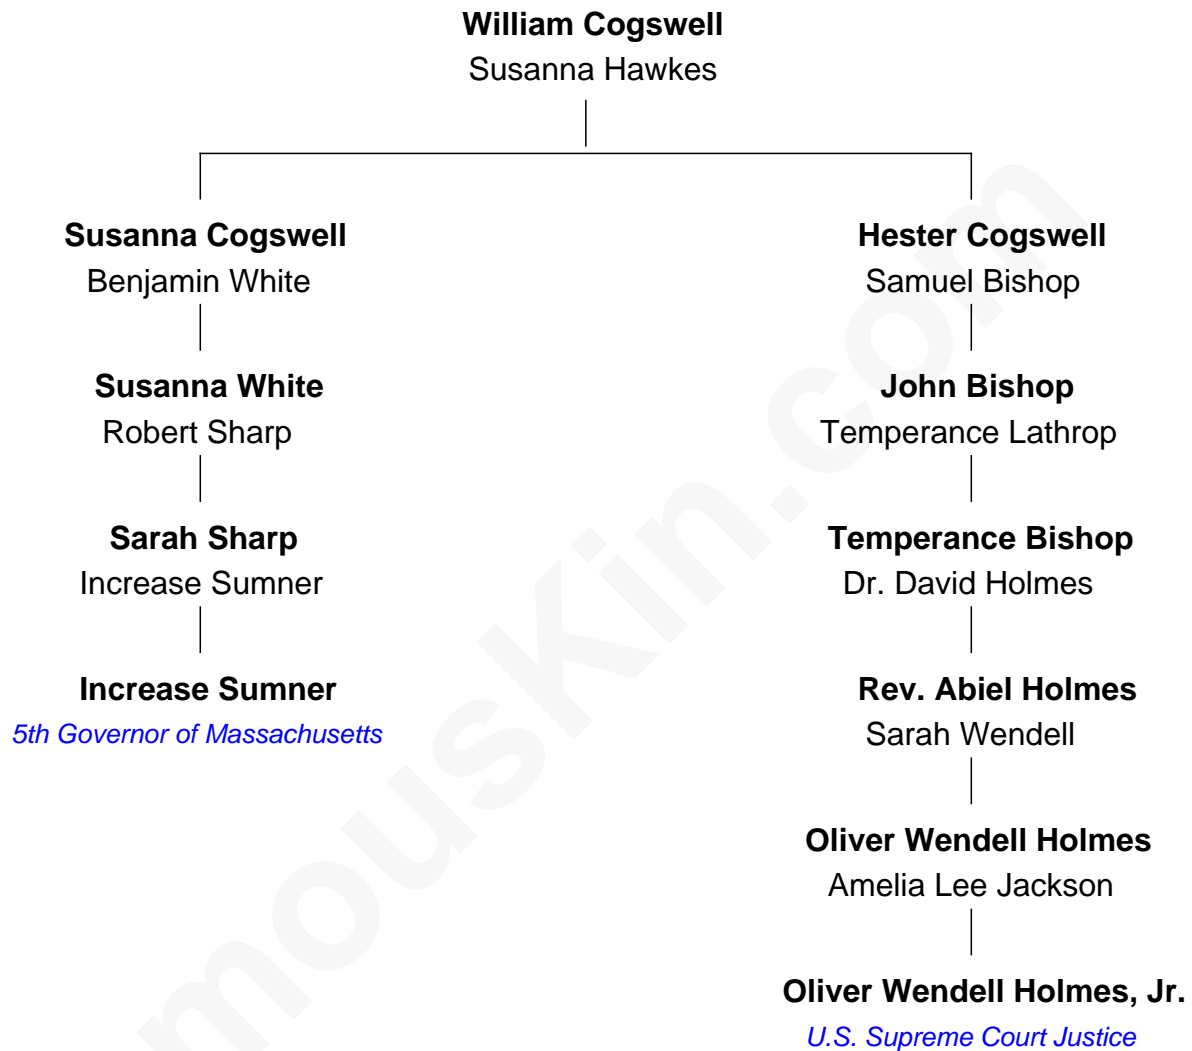 William Cogswell
Susanna Hawkes
Susanna Cogswell
Benjamin White
Hester Cogswell
Samuel Bishop
Susanna White
Robert Sharp
John Bishop
Temperance Lathrop
Sarah Sharp
Increase Sumner
Temperance Bishop
Dr. David Holmes
Increase Sumner
5th Governor of Massachusetts
Rev. Abiel Holmes
Sarah Wendell
Oliver Wendell Holmes
Amelia Lee Jackson
Oliver Wendell Holmes, Jr.
U.S. Supreme Court Justice
mousKin.com